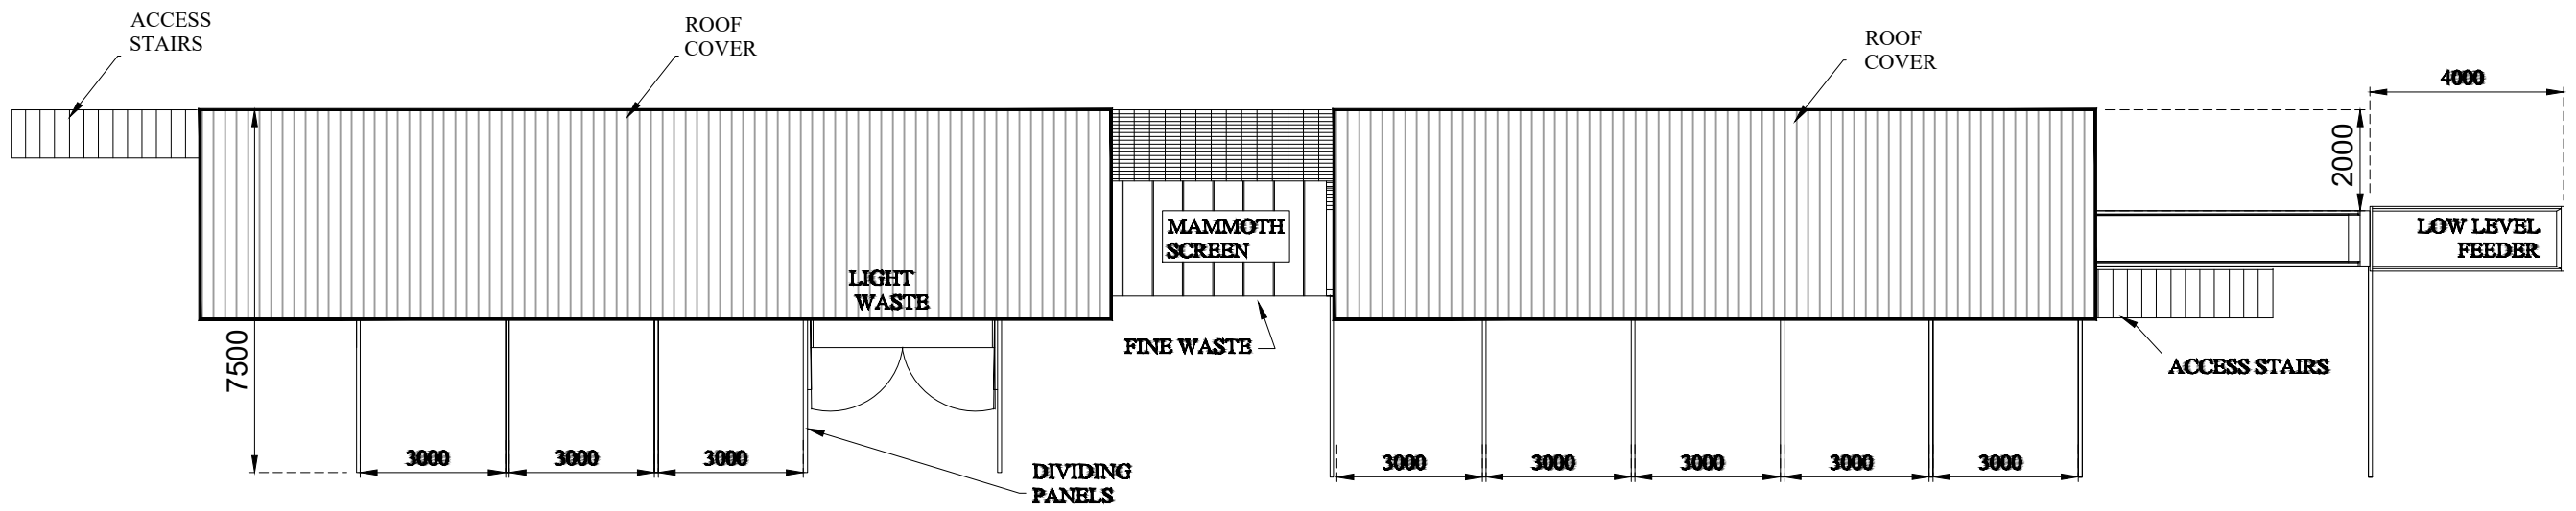 ACCESS
STAIRS
ROOF
COVER
ROOF
COVER
4000
2000
MAMMOTH
SCREEN
LOW LEVEL
FEEDER
LIGHT
WASTE
7500
FINE WASTE
ACCESS STAIRS
3000
3000
3000
3000
3000
3000
3000
3000
DIVIDING
PANELS